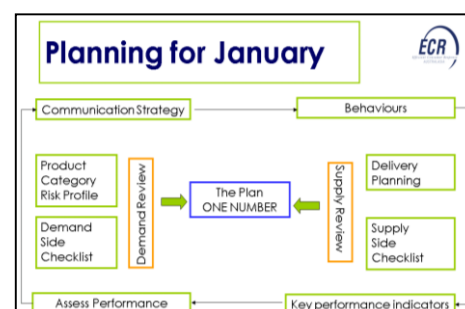 Planning for January
ECR
Communication Strategy
Behaviours
Product
Category
Risk Profile
Demand
Side
Checklist
Demand Review
The Plan
ONE NUMBER
Supply Review
Delivery
Planning
Supply
Side
Checklist
Assess Performance
Key performance indicators